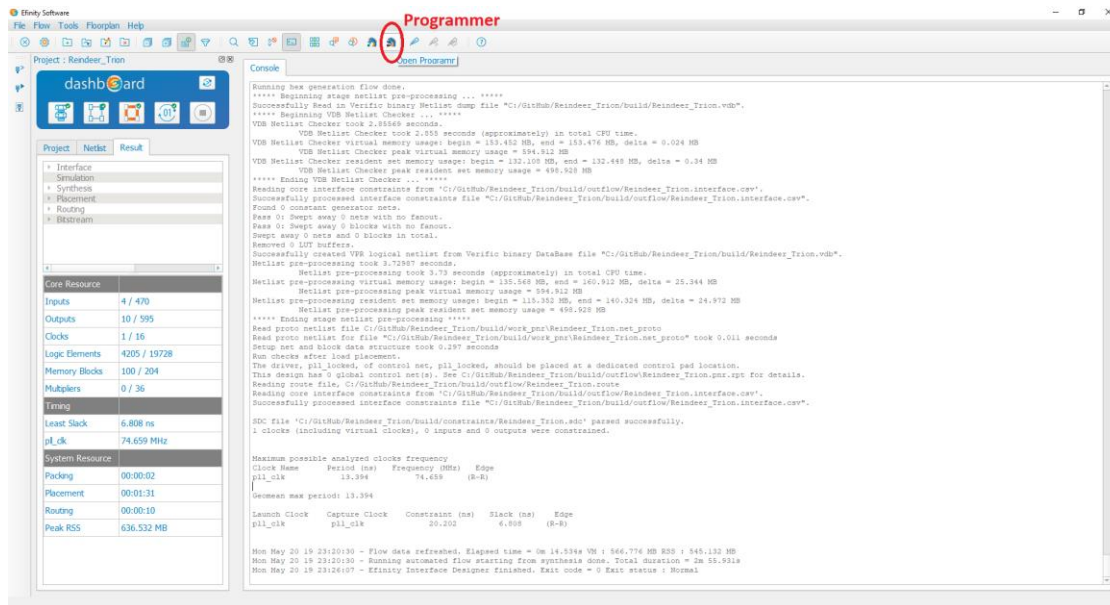 Efinity Software
Programmer
File Flow Tools Floorplan Help
Open Programr
Project : Reindeer_Trion
dashboard
Project Netlist Result
Interface
Simulation
Synthesis
Placement
Routing
Bitstream
Core Resource
Inputs 4 / 470
Outputs 10 / 595
Clocks 1 / 16
Logic Elements 4205 / 19728
Memory Blocks 100 / 204
Multipliers 0 / 36
Timing
Least Slack 6.808 ns
pll_clk 74.659 MHz
System Resource
Packing 00:00:02
Placement 00:01:31
Routing 00:00:10
Peak RSS 636.532 MB
Console
Running hex generation flow done.
***** Beginning stage netlist pre-processing ... *****
Successfully Read in Verific binary Netlist dump file "C:/GitHub/Reindeer_Trion/build/Reindeer_Trion.vdb".
***** Beginning VDB Netlist Checker ... *****
VDB Netlist Checker took 2.85565 seconds.
VDB Netlist Checker took 2.855 seconds (approximately) in total CPU time.
VDB Netlist Checker virtual memory usage: begin = 153.452 MB, end = 153.476 MB, delta = 0.024 MB
VDB Netlist Checker peak virtual memory usage = 594.912 MB
VDB Netlist Checker resident set memory usage: begin = 132.108 MB, end = 132.448 MB, delta = 0.34 MB
VDB Netlist Checker peak resident set memory usage = 498.928 MB
***** Ending VDB Netlist Checker ... *****
Reading core interface constraints from 'C:/GitHub/Reindeer_Trion/build/outflow/Reindeer_Trion.interface.csv'.
Successfully processed interface constraints file "C:/GitHub/Reindeer_Trion/build/outflow/Reindeer_Trion.interface.csv".
Found 0 constant generator nets.
Pass 0: Swept away 0 nets with no fanout.
Pass 0: Swept away 0 blocks with no fanout.
Swept away 0 nets and 0 blocks in total.
Removed 0 LUT buffers.
Successfully created VPR logical netlist from Verific binary DataBase file "C:/GitHub/Reindeer_Trion/build/Reindeer_Trion.vdb".
Netlist pre-processing took 3.72987 seconds.
Netlist pre-processing took 3.73 seconds (approximately) in total CPU time.
Netlist pre-processing virtual memory usage: begin = 135.568 MB, end = 160.912 MB, delta = 25.344 MB
Netlist pre-processing peak virtual memory usage = 594.912 MB
Netlist pre-processing resident set memory usage: begin = 115.352 MB, end = 140.324 MB, delta = 24.972 MB
Netlist pre-processing peak resident set memory usage = 498.928 MB
***** Ending stage netlist pre-processing *****
Read proto netlist file C:/GitHub/Reindeer_Trion/build/work_pnr\Reindeer_Trion.net_proto
Read proto netlist for file "C:/GitHub/Reindeer_Trion/build/work_pnr\Reindeer_Trion.net_proto" took 0.011 seconds
Setup net and block data structure took 0.297 seconds
Run checks after load placement.
The driver, pll_locked, of control net, pll_locked, should be placed at a dedicated control pad location.
This design has 0 global control net(s). See C:/GitHub/Reindeer_Trion/build/outflow\Reindeer_Trion.pnr.rpt for details.
Reading route file, C:/GitHub/Reindeer_Trion/build/outflow/Reindeer_Trion.route
Reading core interface constraints from 'C:/GitHub/Reindeer_Trion/build/outflow/Reindeer_Trion.interface.csv'.
Successfully processed interface constraints file "C:/GitHub/Reindeer_Trion/build/outflow/Reindeer_Trion.interface.csv".
SDC file 'C:/GitHub/Reindeer_Trion/build/constraints/Reindeer_Trion.sdc' parsed successfully.
1 clocks (including virtual clocks), 0 inputs and 0 outputs were constrained.
Maximum possible analyzed clocks frequency
Clock Name Period (ns) Frequency (MHz) Edge
pll_clk 13.394 74.659 (R-R)
Geomean max period: 13.394
Launch Clock Capture Clock Constraint (ns) Slack (ns) Edge
pll_clk pll_clk 20.202 6.808 (R-R)
Mon May 20 19 23:20:30 - Flow data refreshed. Elapsed time = 0m 14.534s VM : 566.776 MB RSS : 545.132 MB
Mon May 20 19 23:20:30 - Running automated flow starting from synthesis done. Total duration = 2m 55.931s
Mon May 20 19 23:26:07 - Efinity Interface Designer finished. Exit code = 0 Exit status : Normal